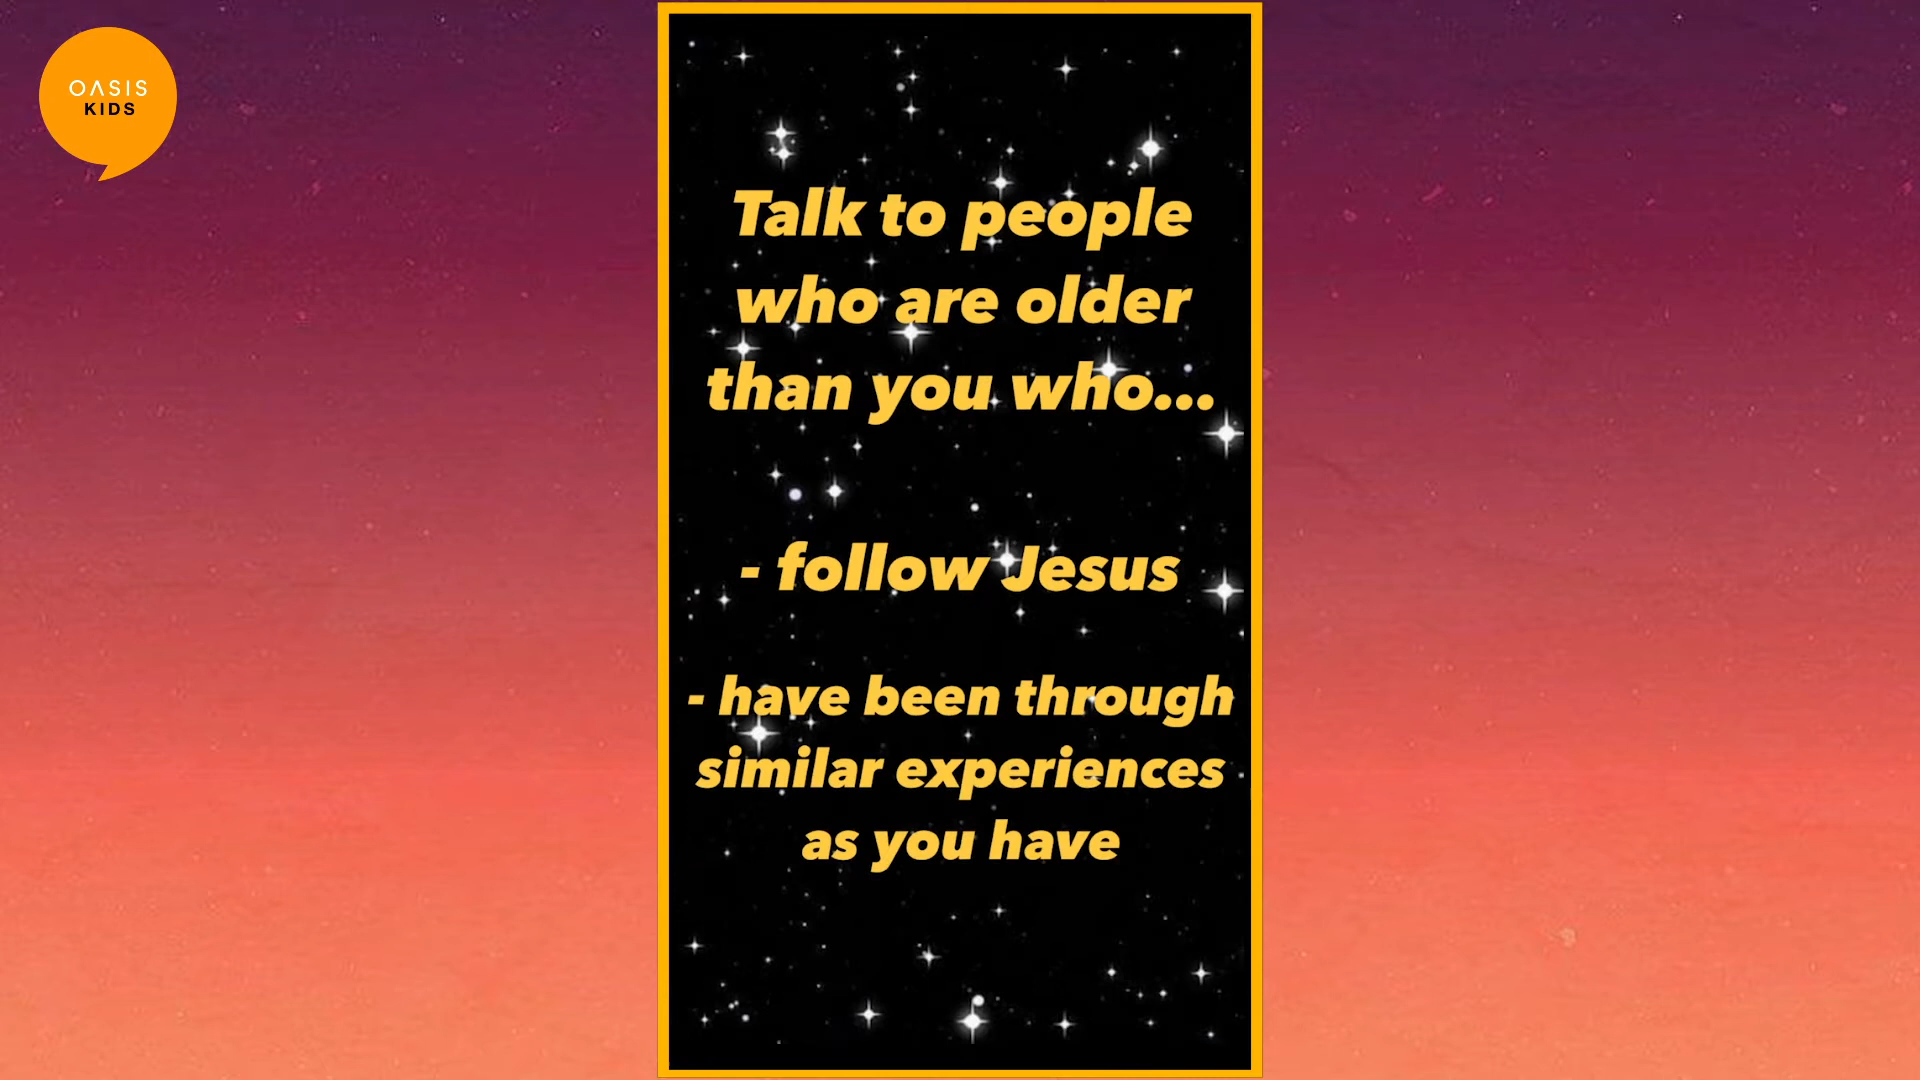 OASIS
KIDS
Talk to people
who are older
than you who...
- follow Jesus
- have been through
similar experiences
as you have